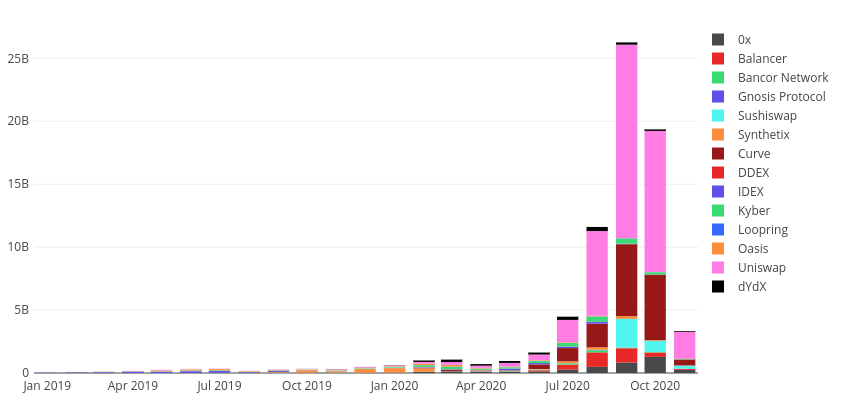 25B
20B
15B
10B
5B
0
Jan 2019
Apr 2019
Jul 2019
Oct 2019
Jan 2020
Apr 2020
Jul 2020
Oct 2020
0x
Balancer
Bancor Network
Gnosis Protocol
Sushiswap
Synthetix
Curve
DDEX
IDEX
Kyber
Loopring
Oasis
Uniswap
dYdX